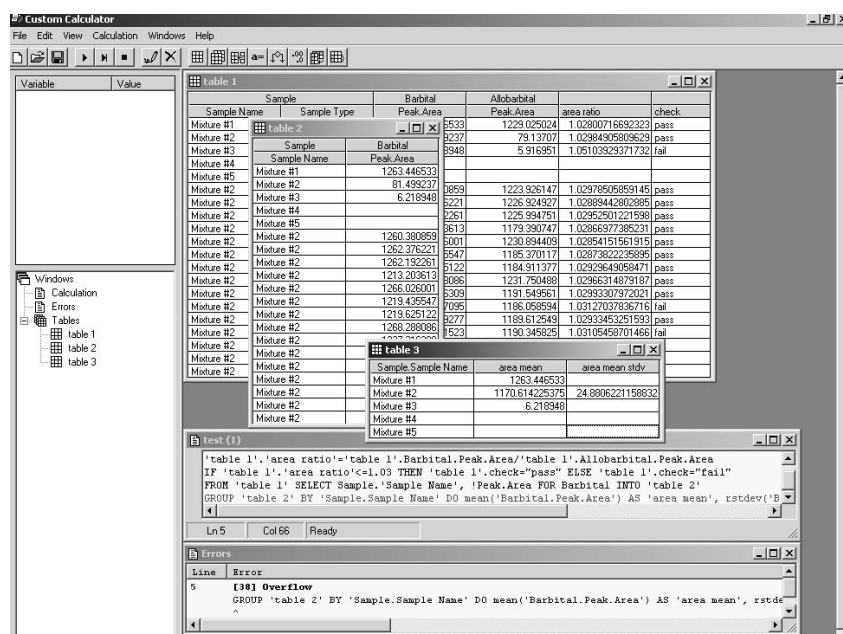 Custom Calculator
File Edit View Calculation Windows Help
Variable Value
Windows
Calculation
Errors
Tables
table 1
table 2
table 3
table 1
Sample Barbital Allobarbital
Sample Name Sample Type Peak.Area Peak.Area area ratio check
Mixture #1 6533 1229.025024 1.02800716692323 pass
Mixture #2 9237 79.13707 1.02984905809629 pass
Mixture #3 8948 5.916951 1.05103929371732 fail
Mixture #4
Mixture #5
Mixture #2 0859 1223.926147 1.02978505859145 pass
Mixture #2 6221 1226.924927 1.02889442802885 pass
Mixture #2 2261 1225.994751 1.02952501221598 pass
Mixture #2 3613 1179.390747 1.02866977385231 pass
Mixture #2 6001 1230.894409 1.02854151561915 pass
Mixture #2 5547 1185.370117 1.02873822235895 pass
Mixture #2 5122 1184.911377 1.02929649058471 pass
Mixture #2 8086 1231.750488 1.02966314879187 pass
Mixture #2 6309 1191.549561 1.02993307972021 pass
Mixture #2 7095 1186.058594 1.03127037836716 fail
Mixture #2 9277 1189.612549 1.02933453251593 pass
Mixture #2 1523 1190.345825 1.03105458701466 fail
Mixture #2
Mixture #2
Mixture #2
table 2
Sample Barbital
Sample Name Peak.Area
Mixture #1 1263.446533
Mixture #2 81.499237
Mixture #3 6.218948
Mixture #4
Mixture #5
Mixture #2 1260.380859
Mixture #2 1262.376221
Mixture #2 1262.192261
Mixture #2 1213.203613
Mixture #2 1266.026001
Mixture #2 1219.435547
Mixture #2 1219.625122
Mixture #2 1268.288086
Mixture #2
Mixture #2
Mixture #2
Mixture #2
Mixture #2
Mixture #2
table 3
Sample.Sample Name area mean area mean stdv
Mixture #1 1263.446533
Mixture #2 1170.614225375 24.8806221158832
Mixture #3 6.218948
Mixture #4
Mixture #5
test (1)
'table 1'.'area ratio'='table 1'.Barbital.Peak.Area/'table 1'.Allobarbital.Peak.Area
IF 'table 1'.'area ratio'<=1.03 THEN 'table 1'.check="pass" ELSE 'table 1'.check="fail"
FROM 'table 1' SELECT Sample.'Sample Name', !Peak.Area FOR Barbital INTO 'table 2'
GROUP 'table 2' BY 'Sample.Sample Name' DO mean('Barbital.Peak.Area') AS 'area mean', rstdev('B
Ln 5 Col 66 Ready
Errors
Line Error
5 [38] Overflow
GROUP 'table 2' BY 'Sample.Sample Name' DO mean('Barbital.Peak.Area') AS 'area mean', rstde
^